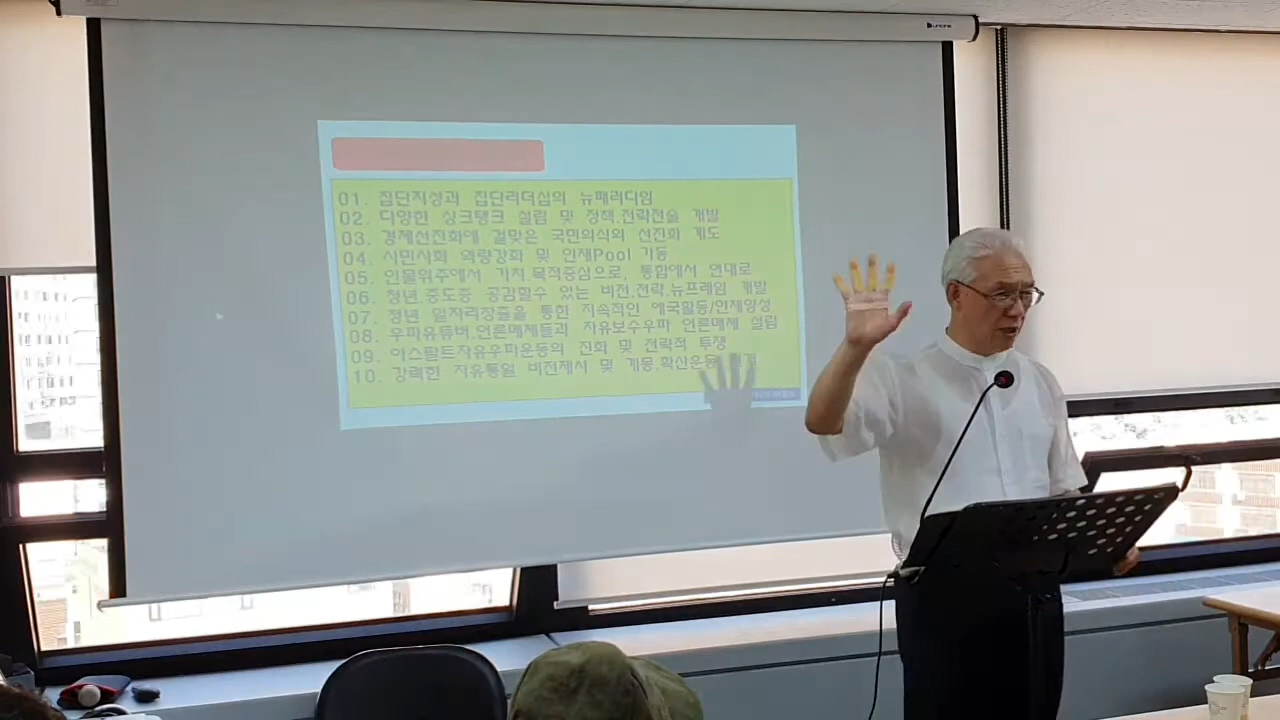 01. 집단지성과 집단리더십의 뉴패러다임
02. 다양한 싱크탱크 설립 및 정책.전략전술 개발
03. 경제선진화에 걸맞은 국민의식의 선진화 계도
04. 시민사회 역량강화 및 인재Pool 가동
05. 인물위주에서 가치.목적중심으로, 통합에서 연대로
06. 청년.중도층 공감할수 있는 비전.전략.뉴프레임 개발
07. 청년 일자리창출을 통한 지속적인 애국활동/인재양성
08. 우파유튜버.언론매체들과 자유보수우파 언론매체 설립
09. 아스팔트자유우파운동의 진화 및 전략적 투쟁
10. 강력한 자유통일 비전제시 및 계몽.확산운동